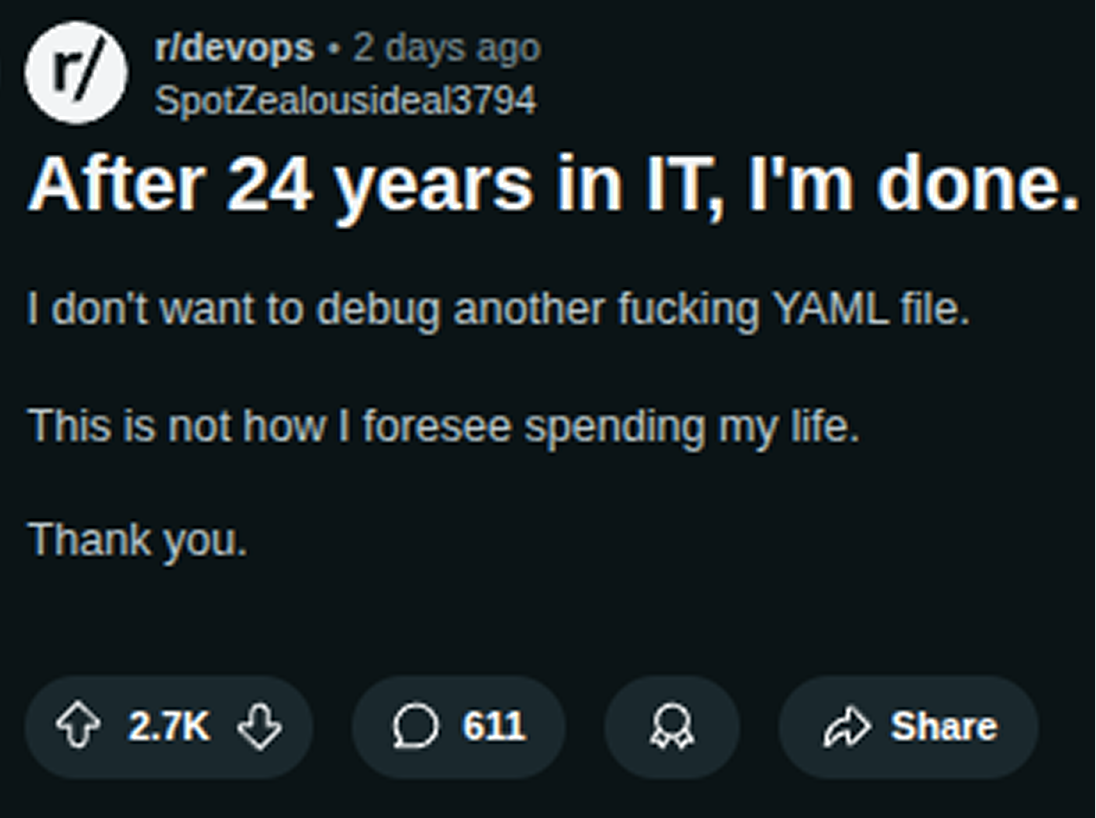 r/
r/devops • 2 days ago
SpotZealousideal3794
After 24 years in IT, I'm done.
I don't want to debug another fucking YAML file.
This is not how I foresee spending my life.
Thank you.
2.7K 611 Share